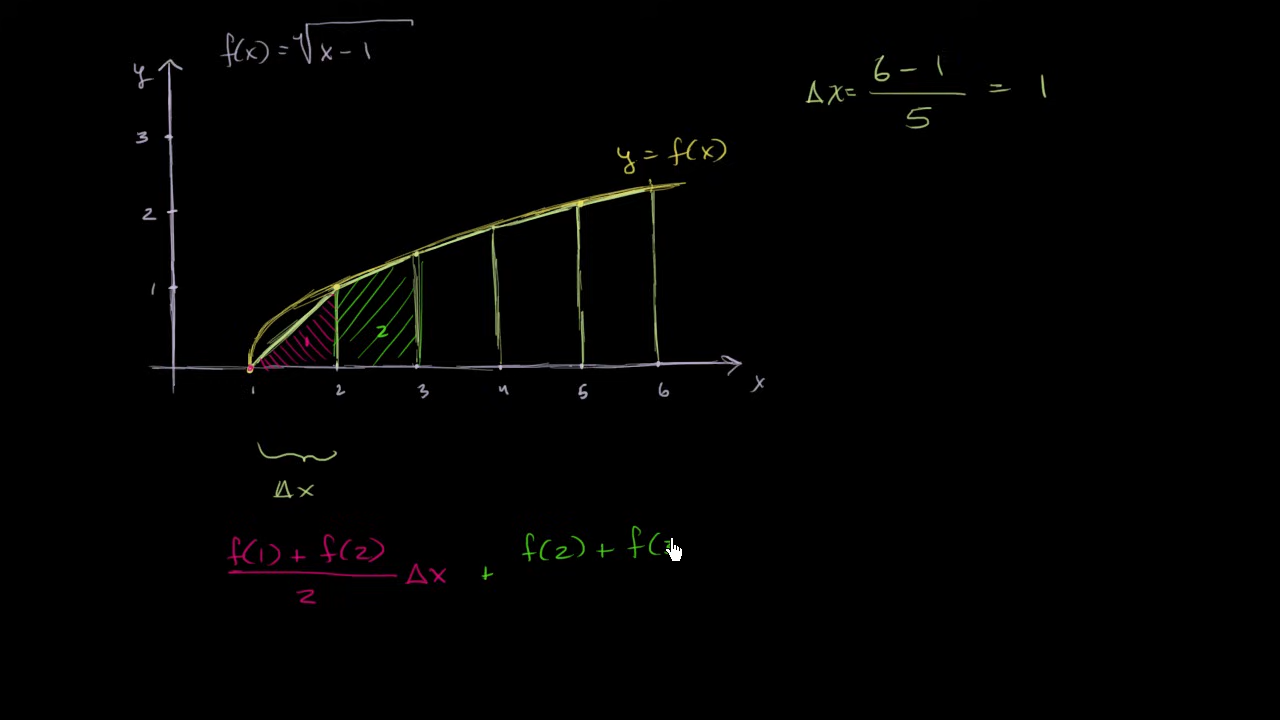 f(x) = √x - 1
Δx = (6 - 1)/5 = 1
y
3
2
1
y = f(x)
1
2
1 2 3 4 5 6
x
Δx
(f(1) + f(2))/2 Δx + f(2) + f(